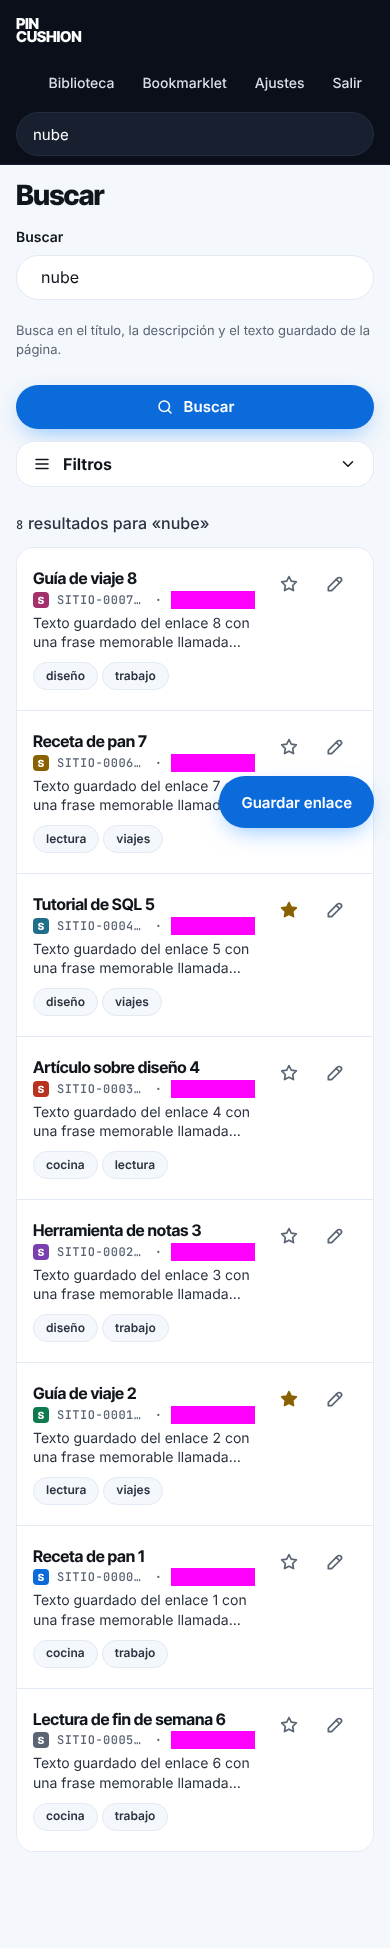 PIN
CUSHION
Biblioteca Bookmarklet Ajustes Salir
nube
Buscar
Buscar
nube
Busca en el título, la descripción y el texto guardado de la
página.
Buscar
Filtros
8 resultados para «nube»
Guía de viaje 8
S SITIO-0007… ·
Texto guardado del enlace 8 con
una frase memorable llamada...
diseño trabajo
Receta de pan 7
S SITIO-0006… ·
Texto guardado del enlace 7
una frase memorable
Guardar enlace
lectura viajes
Tutorial de SQL 5
S SITIO-0004… ·
Texto guardado del enlace 5 con
una frase memorable llamada...
diseño viajes
Artículo sobre diseño 4
S SITIO-0003… ·
Texto guardado del enlace 4 con
una frase memorable llamada...
cocina lectura
Herramienta de notas 3
S SITIO-0002… ·
Texto guardado del enlace 3 con
una frase memorable llamada...
diseño trabajo
Guía de viaje 2
S SITIO-0001… ·
Texto guardado del enlace 2 con
una frase memorable llamada...
lectura viajes
Receta de pan 1
S SITIO-0000… ·
Texto guardado del enlace 1 con
una frase memorable llamada...
cocina trabajo
Lectura de fin de semana 6
S SITIO-0005… ·
Texto guardado del enlace 6 con
una frase memorable llamada...
cocina trabajo